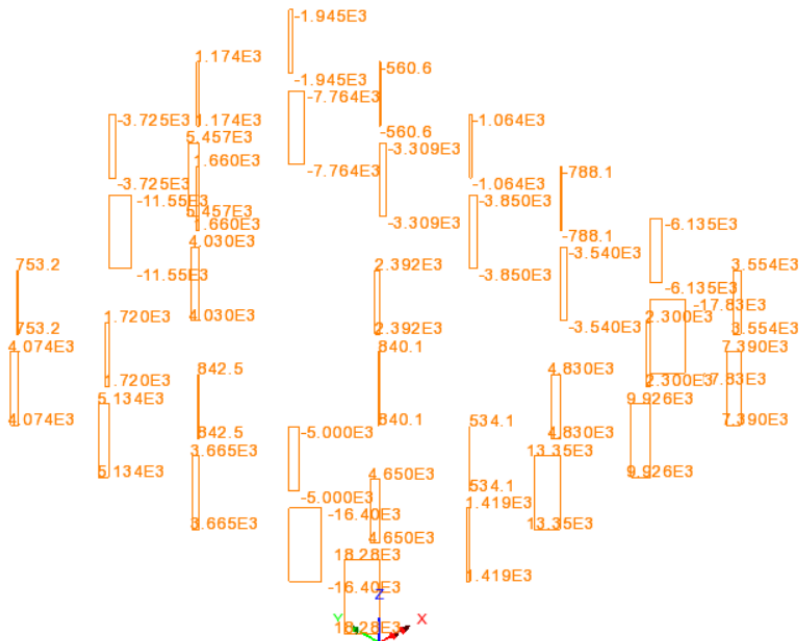 -1.945E3
1.174E3
-560.6
-1.945E3
-7.764E3
-3.725E3
1.174E3
-1.064E3
-560.6
5.457E3
-3.309E3
1.660E3
-7.764E3
-788.1
-3.725E3
-1.064E3
-11.55E3
-3.850E3
5.457E3
-3.309E3
1.660E3
-6.135E3
-788.1
4.030E3
-3.540E3
753.2
2.392E3
3.554E3
-11.55E3
-3.850E3
-6.135E3
-17.83E3
4.030E3
1.720E3
2.300E3
753.2
2.392E3
-3.540E3
3.554E3
4.074E3
840.1
7.390E3
842.5
4.830E3
1.720E3
2.300E3
-17.83E3
5.134E3
9.926E3
4.074E3
840.1
534.1
7.390E3
842.5
-5.000E3
4.830E3
3.665E3
13.35E3
5.134E3
4.650E3
9.926E3
534.1
-5.000E3
1.419E3
-16.40E3
3.665E3
13.35E3
4.650E3
18.28E3
1.419E3
-16.40E3
Z
Y
X
18.28E3